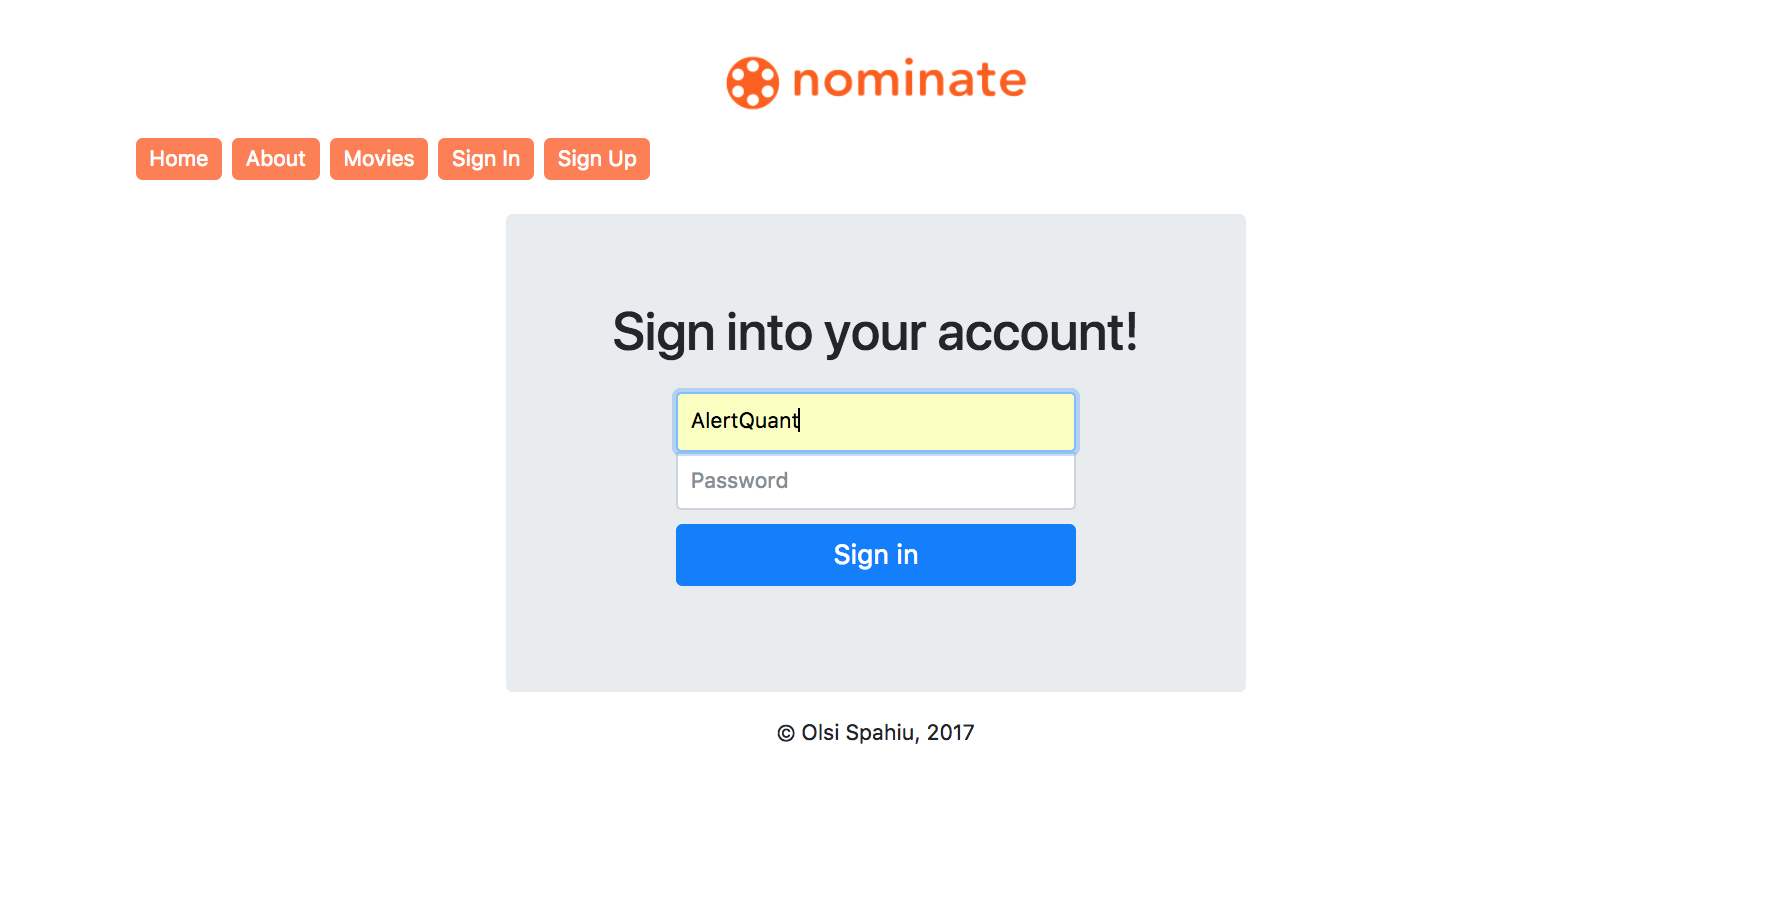 nominate
Home About Movies Sign In Sign Up
Sign into your account!
AlertQuant
Password
Sign in
© Olsi Spahiu, 2017